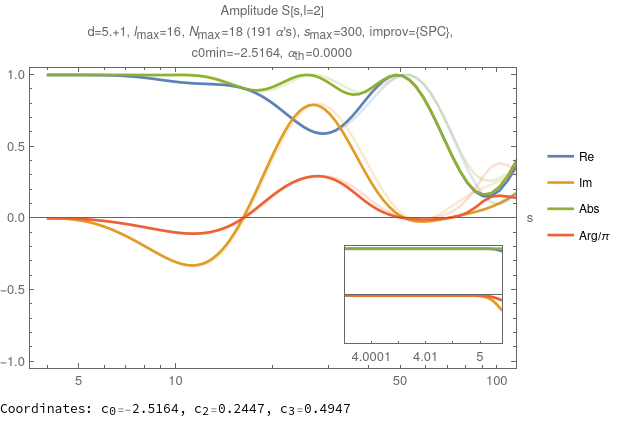 Amplitude S[s,l=2]
d=5.+1, lmax=16, Nmax=18 (191 α's), smax=300, improv={SPC},
c0min=−2.5164, αth=0.0000
1.0
0.5
0.0
−0.5
−1.0
5
10
50
100
s
4.0001
4.01
5
Re
Im
Abs
Arg/π
Coordinates: c0=−2.5164, c2=0.2447, c3=0.4947